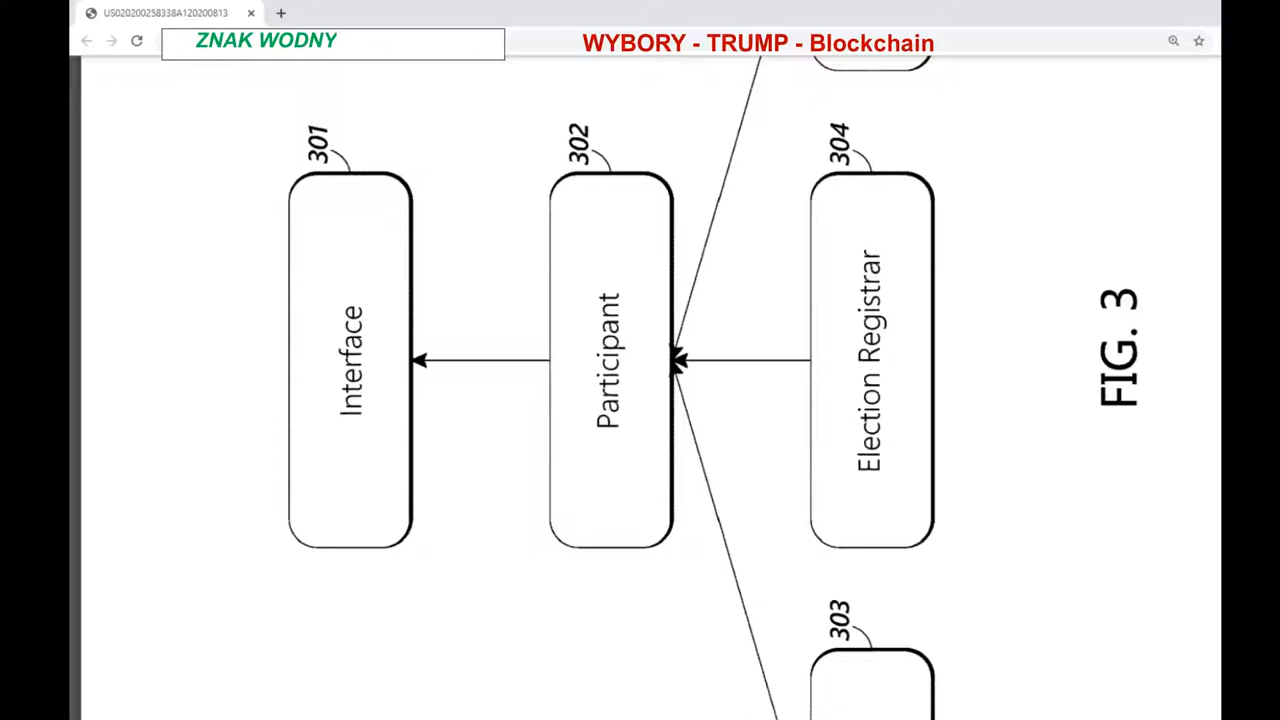 US020200258338A120200813
ZNAK WODNY
WYBORY - TRUMP - Blockchain
301
302
304
Interface
Participant
Election Registrar
FIG. 3
303